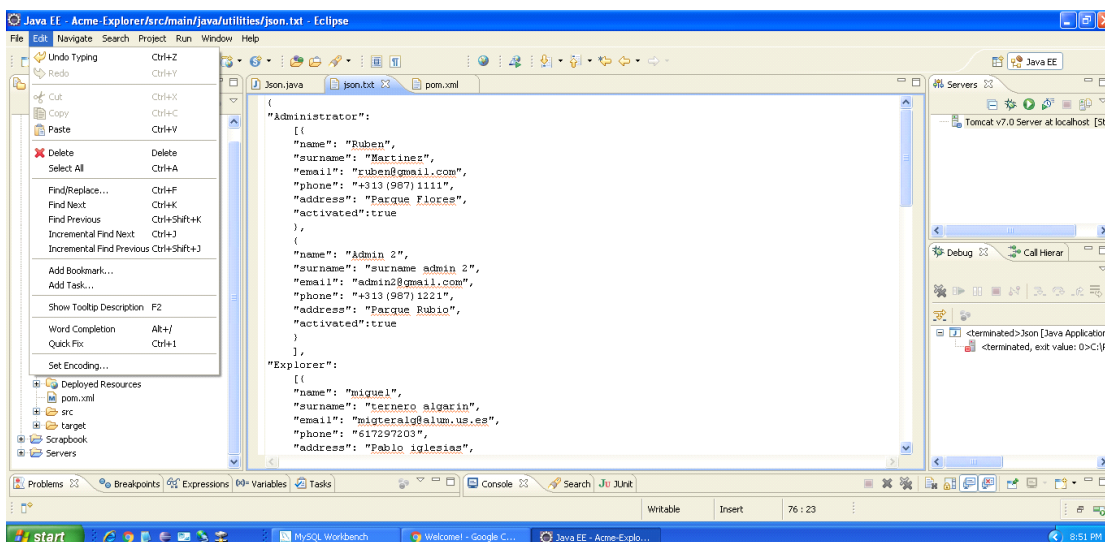 Java EE - Acme-Explorer/src/main/java/utilities/json.txt - Eclipse
File Edit Navigate Search Project Run Window Help
Undo Typing Ctrl+Z
Redo Ctrl+Y
Cut Ctrl+X
Copy Ctrl+C
Paste Ctrl+V
Delete Delete
Select All Ctrl+A
Find/Replace... Ctrl+F
Find Next Ctrl+K
Find Previous Ctrl+Shift+K
Incremental Find Next Ctrl+J
Incremental Find Previous Ctrl+Shift+J
Add Bookmark...
Add Task...
Show Tooltip Description F2
Word Completion Alt+/
Quick Fix Ctrl+1
Set Encoding...
Deployed Resources
pom.xml
src
target
Scrapbook
Servers
Java EE
Json.java json.txt pom.xml
{
"Administrator":
[{
"name": "Ruben",
"surname": "Martinez",
"email": "ruben@gmail.com",
"phone": "+313(987)1111",
"address": "Parque Flores",
"activated":true
},
{
"name": "Admin 2",
"surname": "surname admin 2",
"email": "admin2@gmail.com",
"phone": "+313(987)1221",
"address": "Parque Rubio",
"activated":true
}
],
"Explorer":
[{
"name": "miguel",
"surname": "ternero algarin",
"email": "migteralg@alum.us.es",
"phone": "617297203",
"address": "Pablo iglesias",
Servers
Tomcat v7.0 Server at localhost [St
Debug Call Hierar
<terminated>Json [Java Application
<terminated, exit value: 0>C:\
Problems Breakpoints Expressions Variables Tasks
Console Search JUnit
Writable Insert 76 : 23
start MySQL Workbench Welcome! - Google C... Java EE - Acme-Explo... 8:51 PM